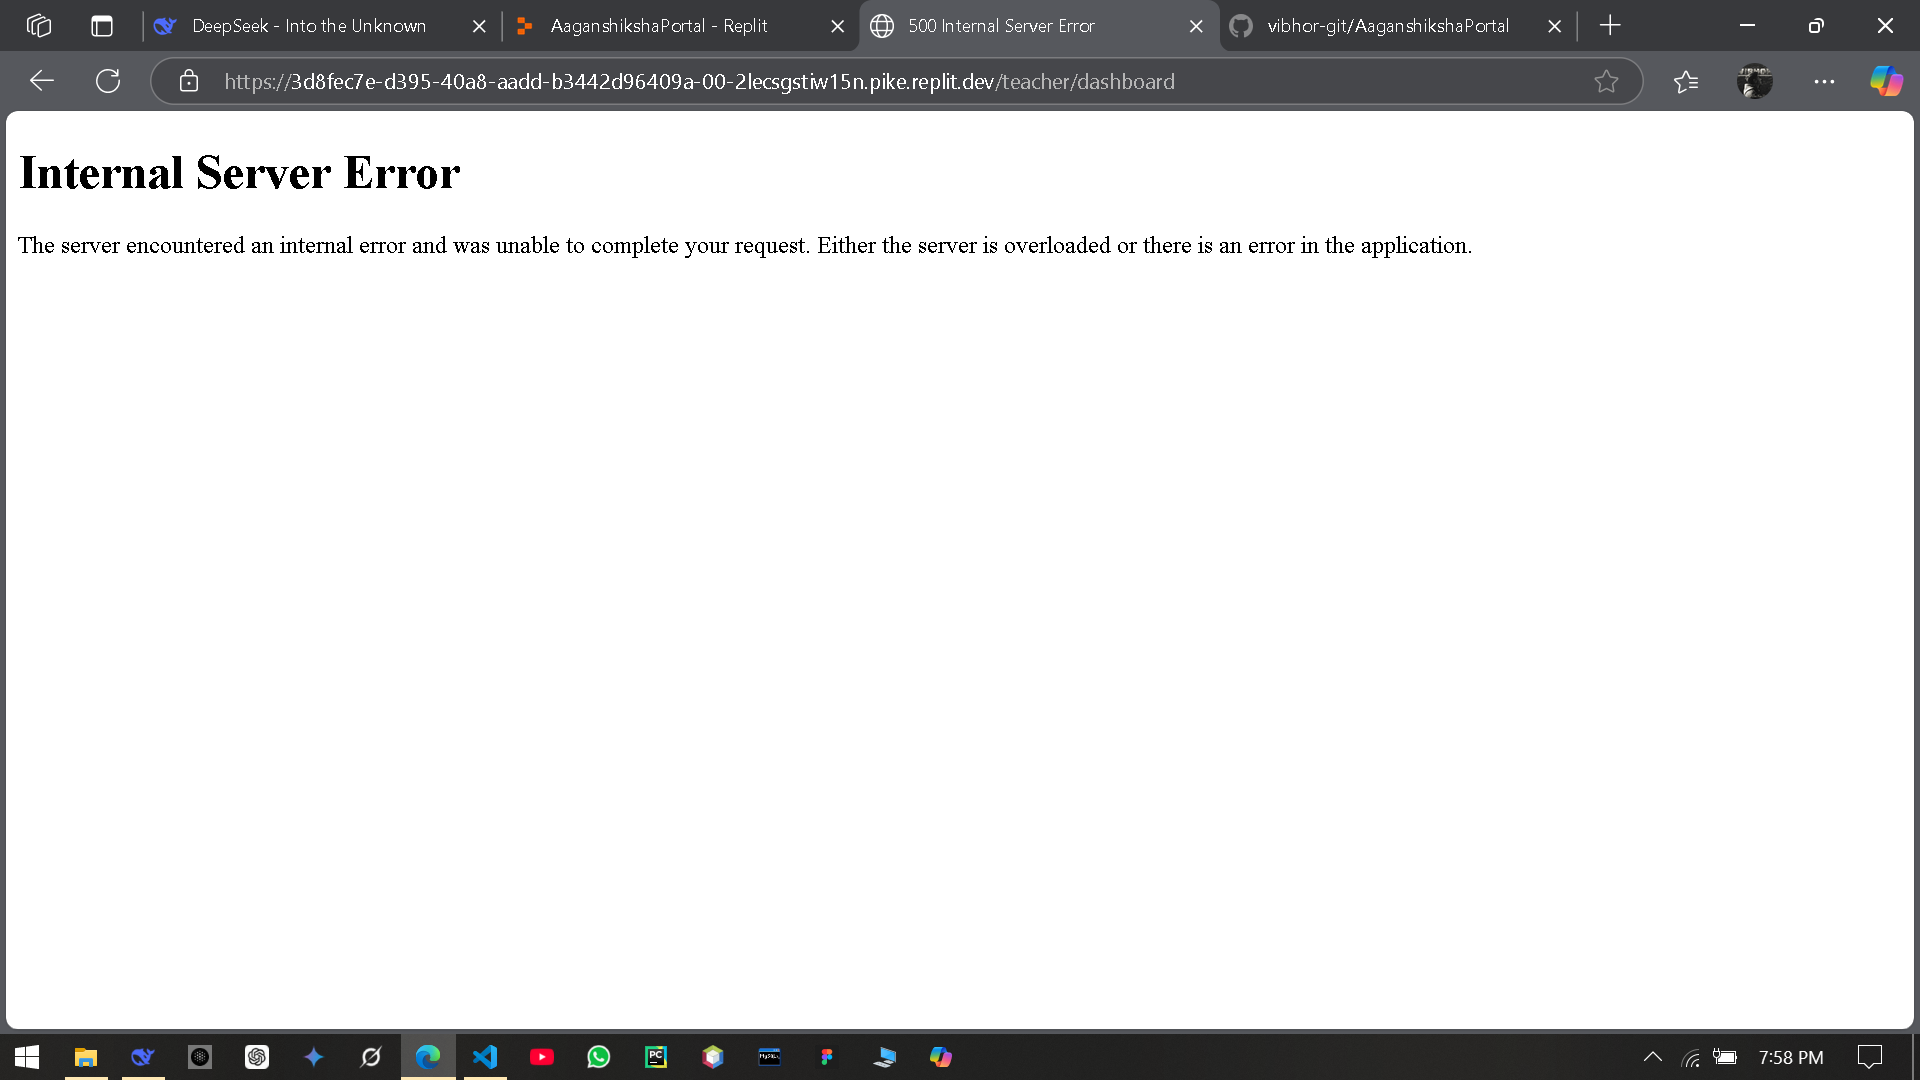 DeepSeek - Into the Unknown
AaganshikshaPortal - Replit
500 Internal Server Error
vibhor-git/AaganshikshaPortal
https://3d8fec7e-d395-40a8-aadd-b3442d96409a-00-2lecsgstiw15n.pike.replit.dev/teacher/dashboard
Internal Server Error
The server encountered an internal error and was unable to complete your request. Either the server is overloaded or there is an error in the application.
PC
MySQL
7:58 PM